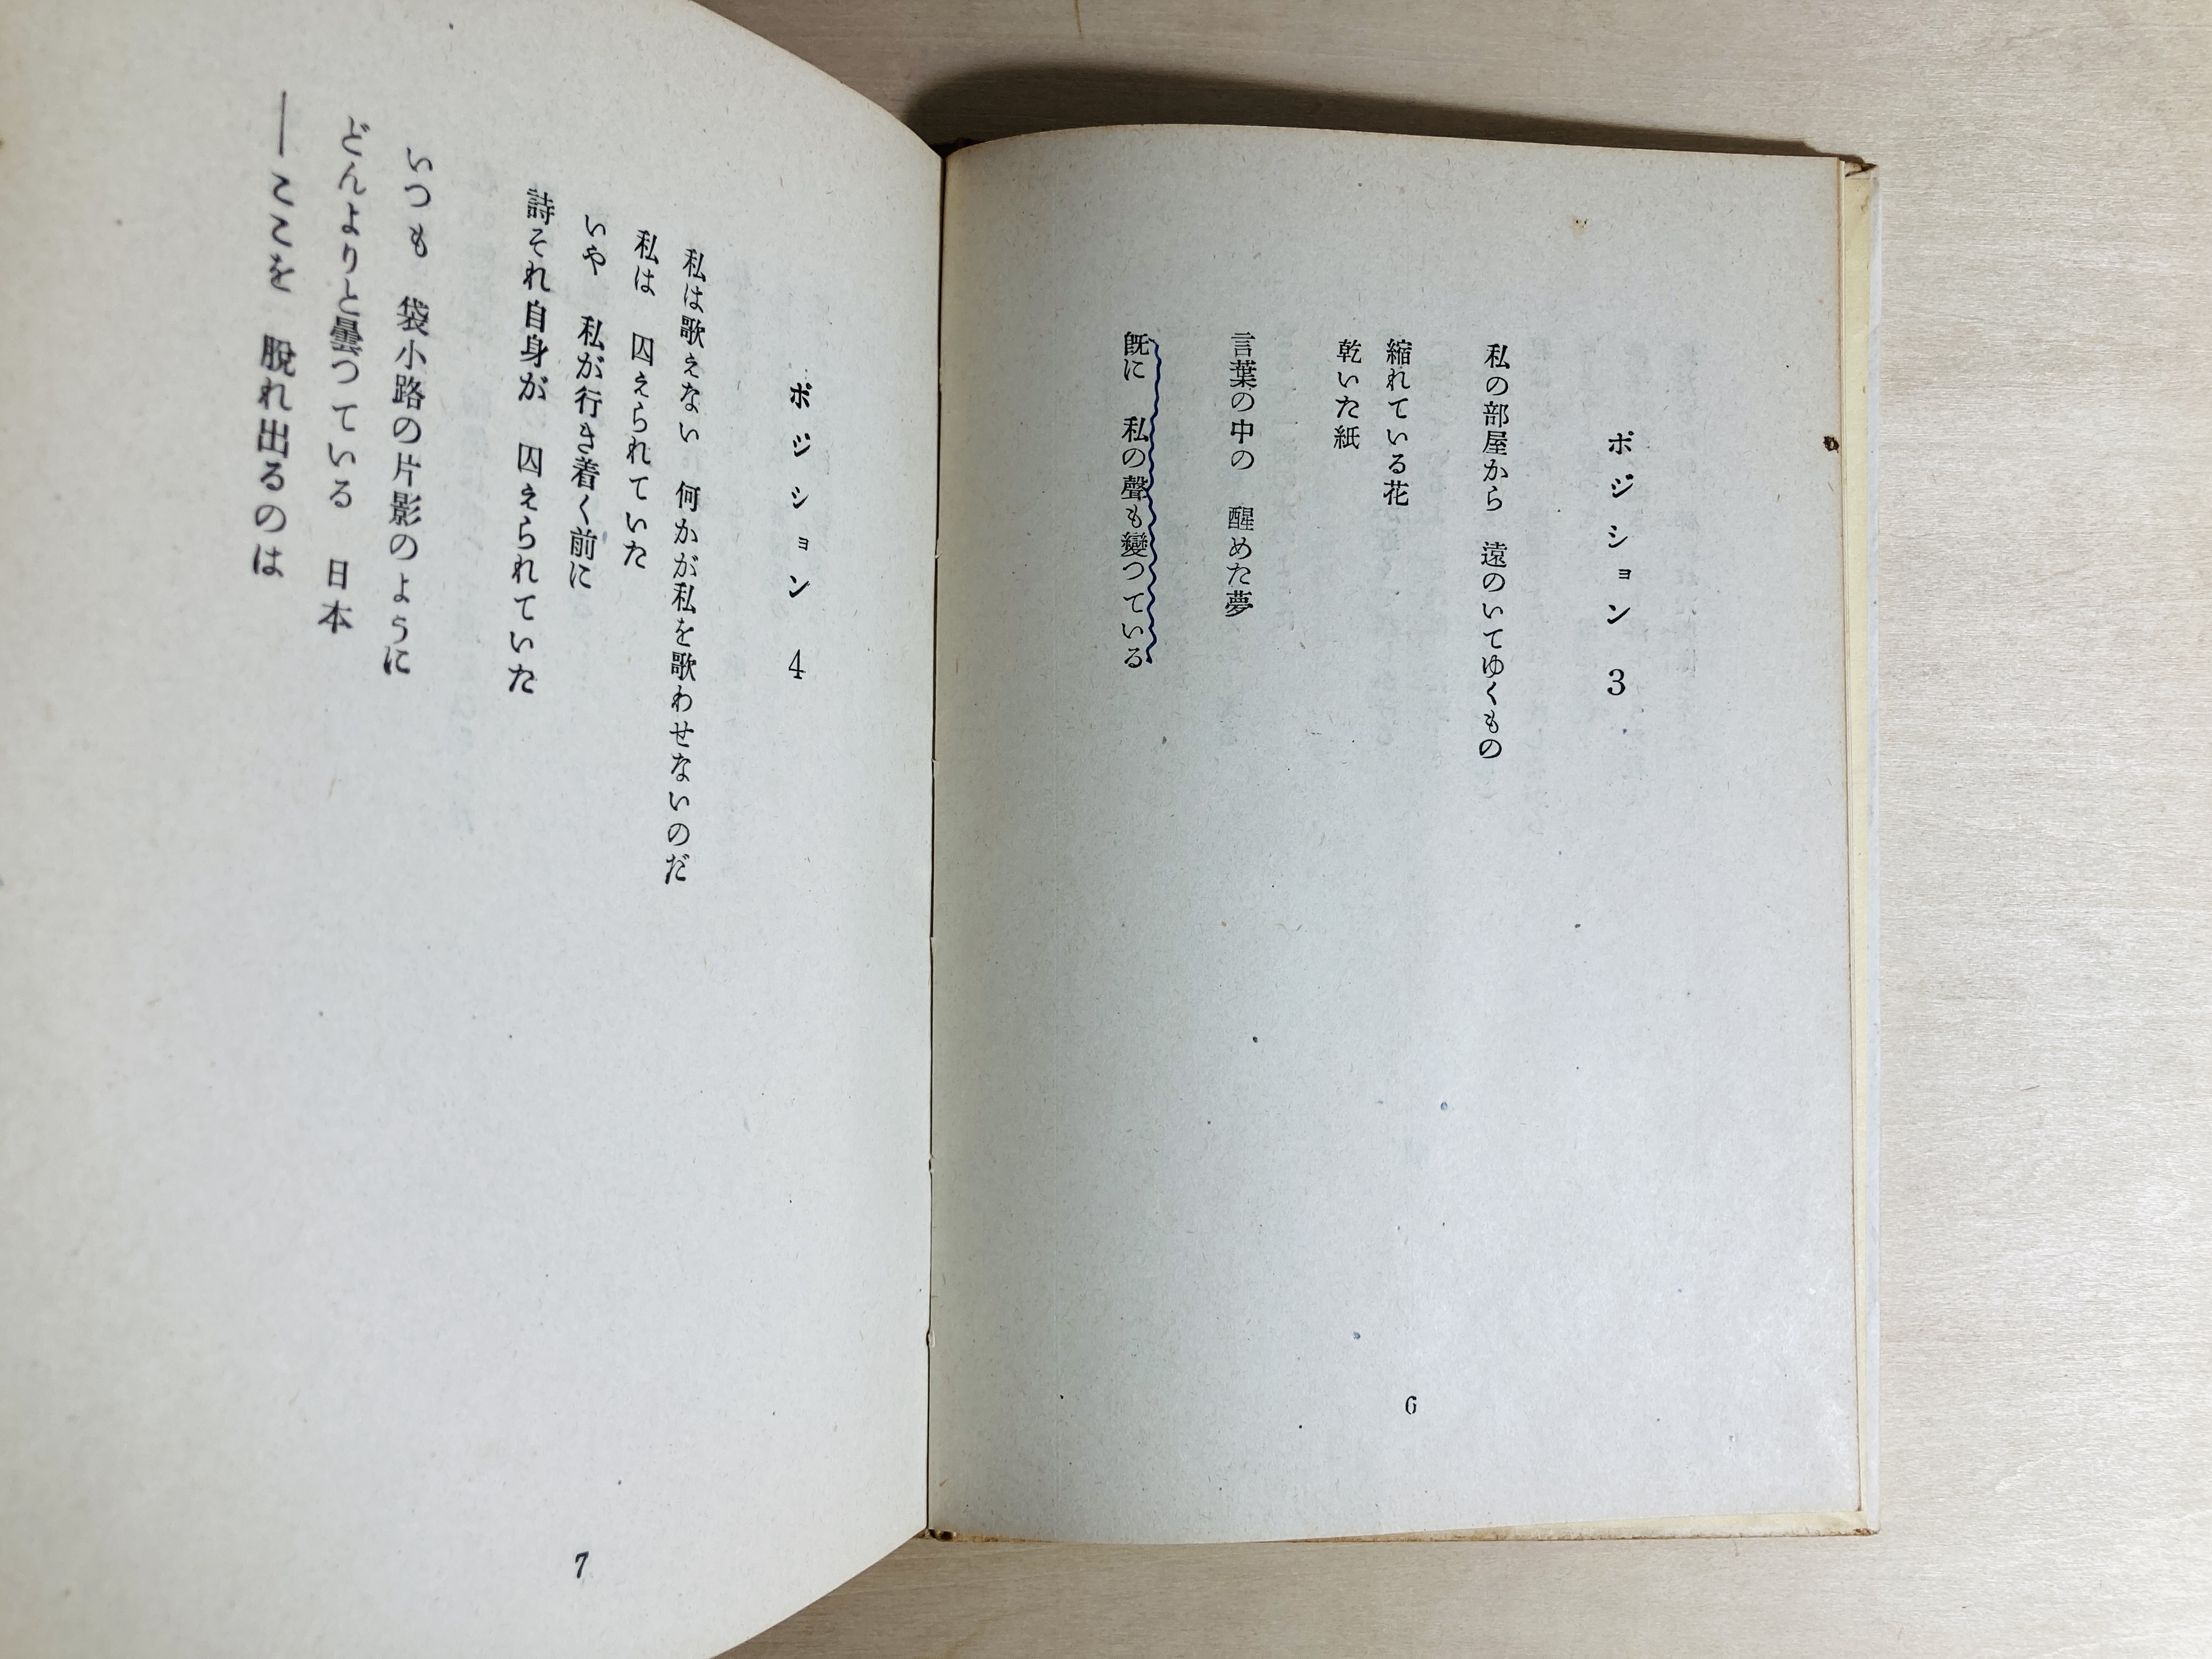 ポジション 3
私の部屋から 遠のいてゆくもの
縮れている花
乾いた紙
言葉の中の 醒めた夢
既に 私の聲も變つている
6
ポジション 4
私は歌えない 何かが私を歌わせないのだ
私は 囚えられていた
いや 私が行き着く前に
詩それ自身が 囚えられていた
いつも 袋小路の片影のように
どんよりと曇つている 日本
―ここを 脱れ出るのは
7